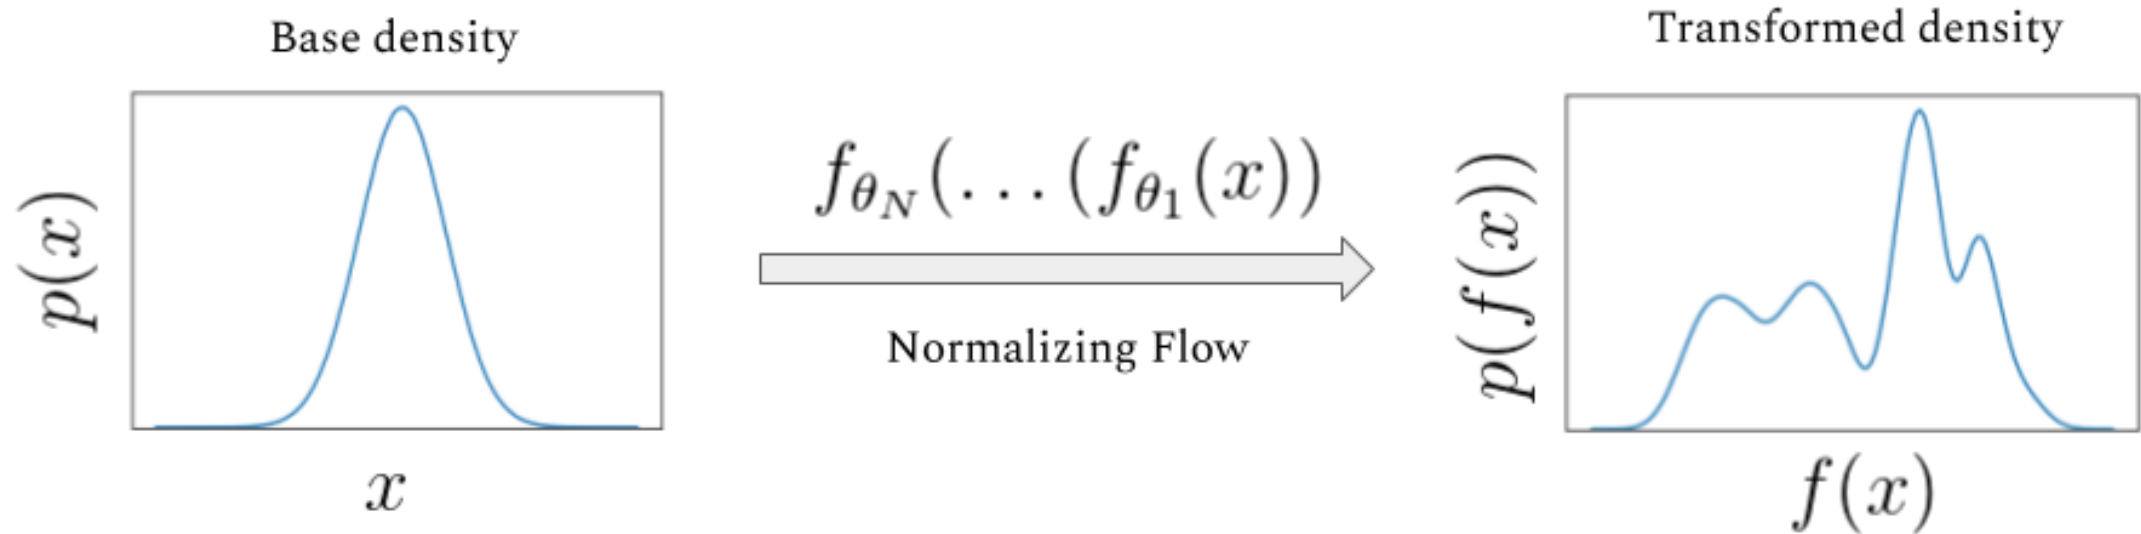 Base density
p(x)
x
f_{θ_N}(...(f_{θ_1}(x))
Normalizing Flow
Transformed density
p(f(x))
f(x)